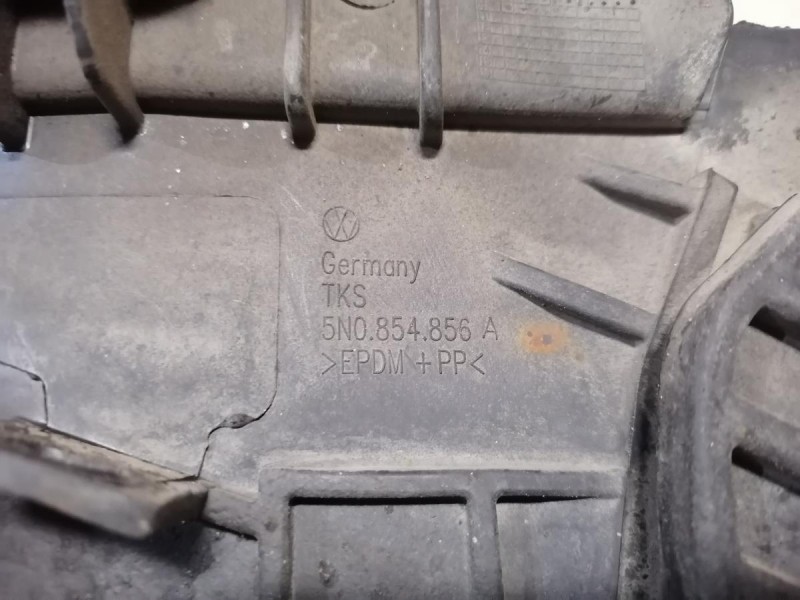 Germany
TKS
5N0.854.856 A
>EPDM + PP<